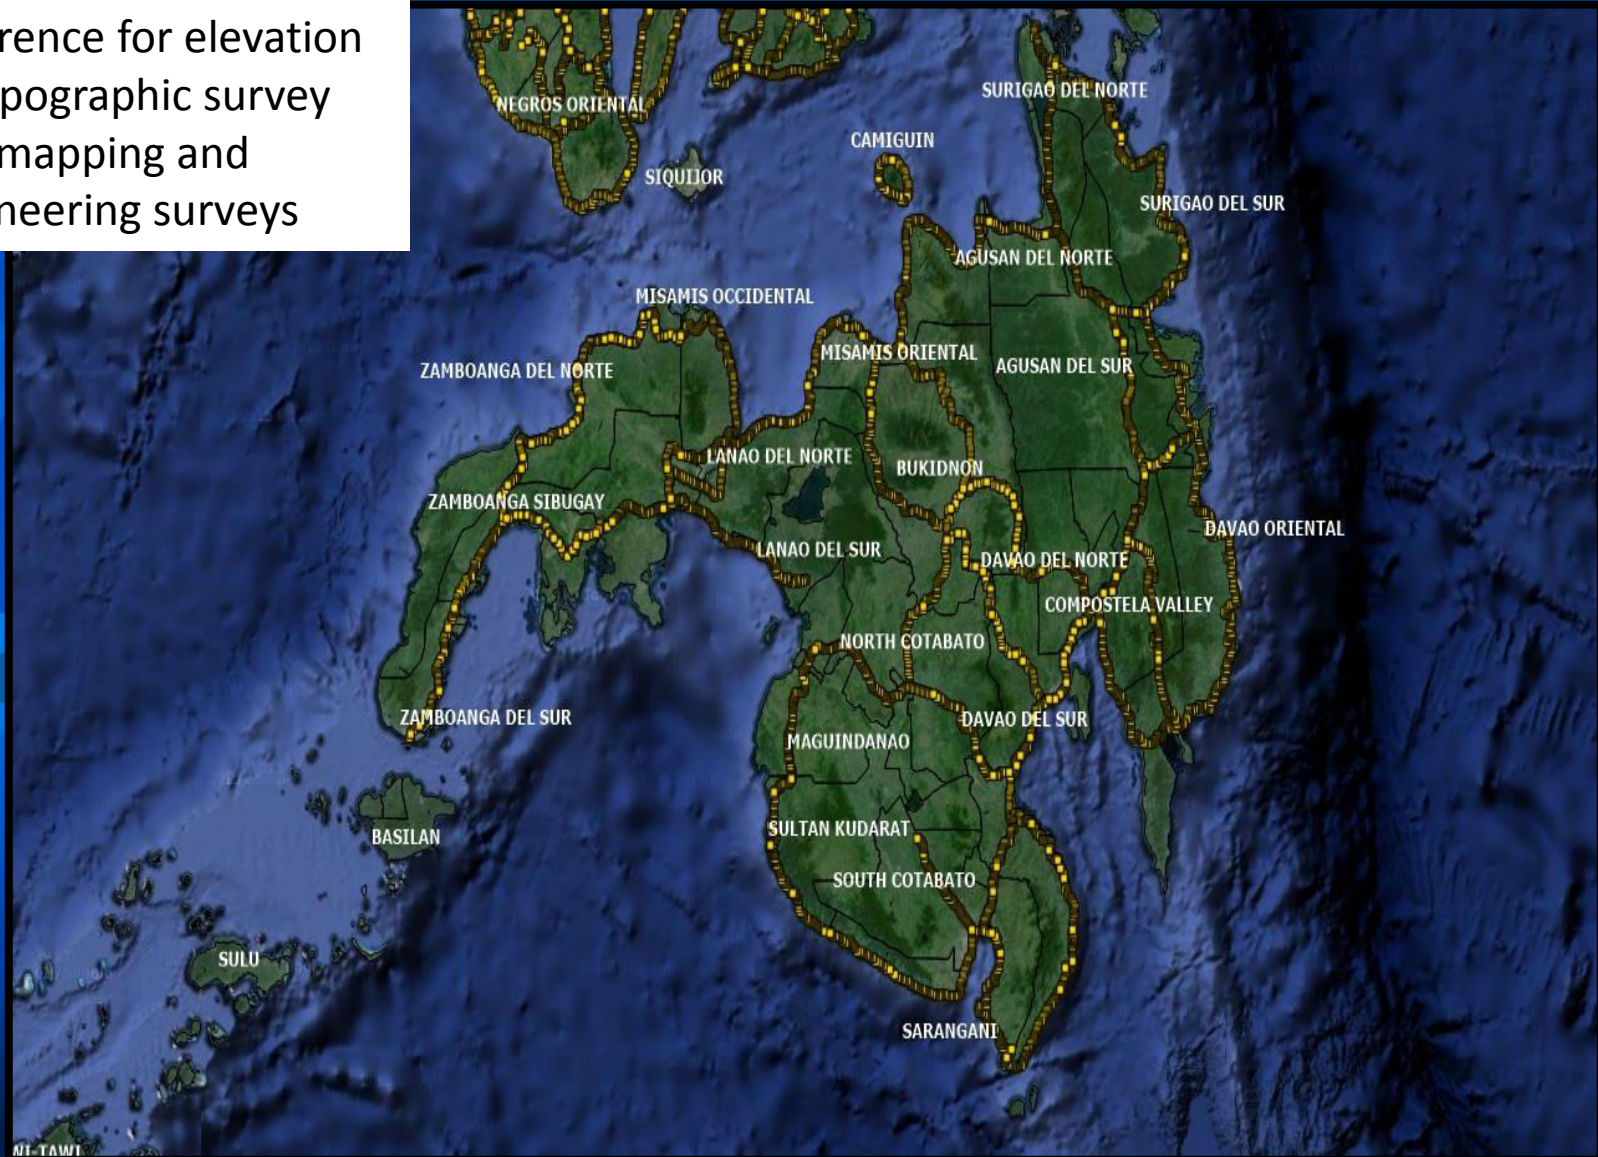 rence for elevation
pographic survey
mapping and
neering surveys
SURIGAO DEL NORTE
NEGROS ORIENTAL
CAMIGUIN
SIQUIJOR
SURIGAO DEL SUR
AGUSAN DEL NORTE
MISAMIS OCCIDENTAL
MISAMIS ORIENTAL
AGUSAN DEL SUR
ZAMBOANGA DEL NORTE
LANAO DEL NORTE
BUKIDNON
ZAMBOANGA SIBUGAY
DAVAO ORIENTAL
LANAO DEL SUR
DAVAO DEL NORTE
COMPOSTELA VALLEY
NORTH COTABATO
ZAMBOANGA DEL SUR
DAVAO DEL SUR
MAGUINDANAO
SULTAN KUDARAT
BASILAN
SOUTH COTABATO
SULU
SARANGANI
WI-TAWI